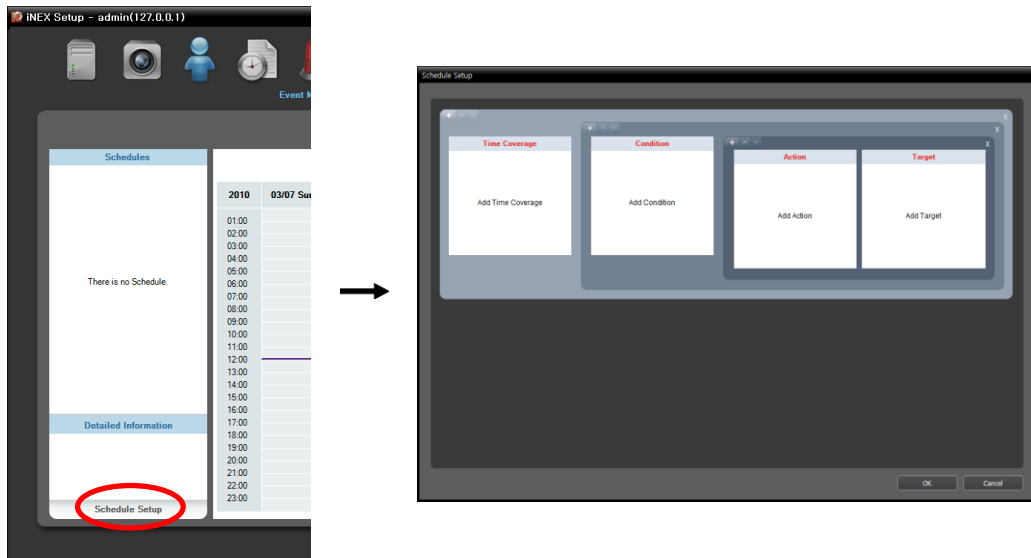 iNEX Setup - admin(127.0.0.1)
Event M
Schedules
There is no Schedule.
Detailed Information
Schedule Setup
2010 03/07 Sun
01:00
02:00
03:00
04:00
05:00
06:00
07:00
08:00
09:00
10:00
11:00
12:00
13:00
14:00
15:00
16:00
17:00
18:00
19:00
20:00
21:00
22:00
23:00
Schedule Setup
Time Coverage
Add Time Coverage
Condition
Add Condition
Action
Add Action
Target
Add Target
OK Cancel